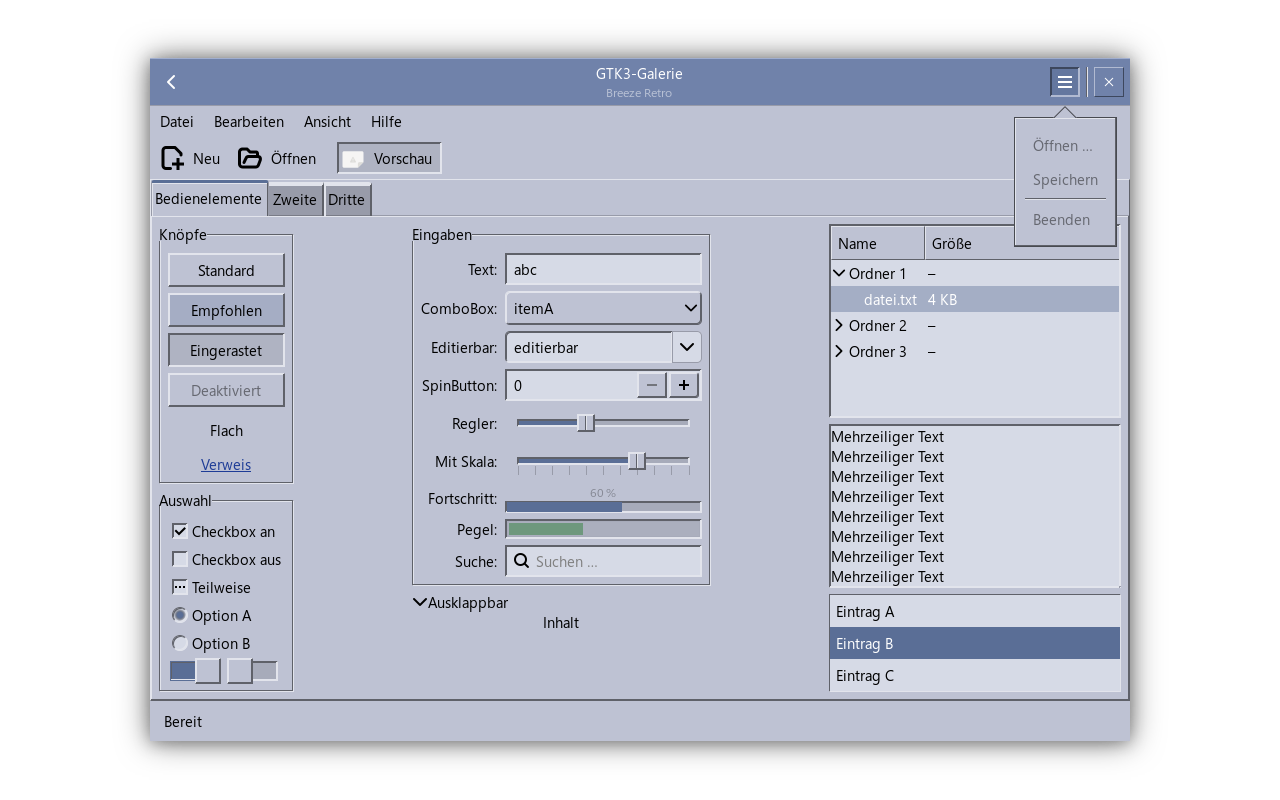 GTK3-Galerie
Breeze Retro
Datei Bearbeiten Ansicht Hilfe
Neu Öffnen Vorschau
Öffnen ...
Speichern
Beenden
Bedienelemente Zweite Dritte
Knöpfe
Standard
Empfohlen
Eingerastet
Deaktiviert
Flach
Verweis
Auswahl
Checkbox an
Checkbox aus
Teilweise
Option A
Option B
Eingaben
Text: abc
ComboBox: itemA
Editierbar: editierbar
SpinButton: 0
Regler:
Mit Skala:
Fortschritt: 60 %
Pegel:
Suche: Suchen ...
Ausklappbar
Inhalt
Name Größe
Ordner 1 –
datei.txt 4 KB
Ordner 2 –
Ordner 3 –
Mehrzeiliger Text
Mehrzeiliger Text
Mehrzeiliger Text
Mehrzeiliger Text
Mehrzeiliger Text
Mehrzeiliger Text
Mehrzeiliger Text
Mehrzeiliger Text
Eintrag A
Eintrag B
Eintrag C
Bereit